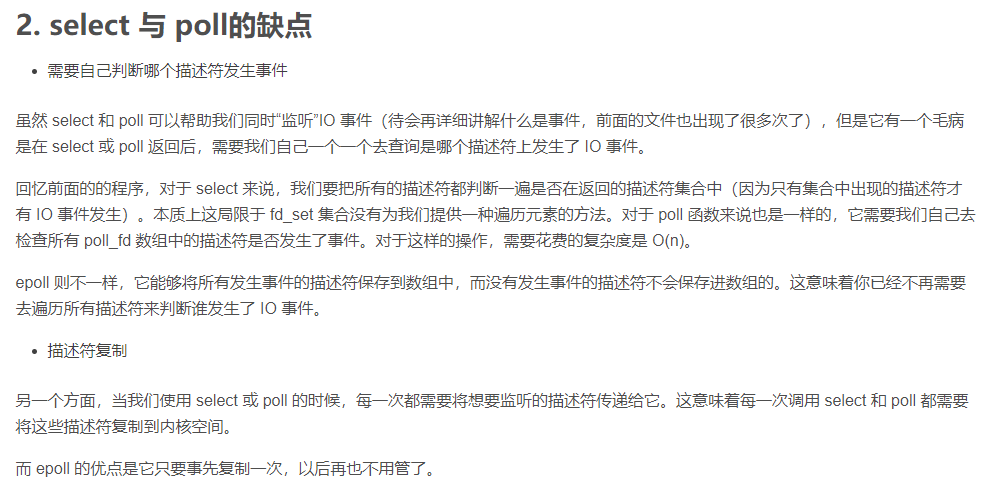 2. select 与 poll的缺点
• 需要自己判断哪个描述符发生事件
虽然 select 和 poll 可以帮助我们同时“监听”IO 事件（待会再详细讲解什么是事件，前面的文件也出现了很多次了），但是它有一个毛病
是在 select 或 poll 返回后，需要我们自己一个一个去查询是哪个描述符上发生了 IO 事件。
回忆前面的的程序，对于 select 来说，我们要把所有的描述符都判断一遍是否在返回的描述符集合中（因为只有集合中出现的描述符才
有 IO 事件发生）。本质上这局限于 fd_set 集合没有为我们提供一种遍历元素的方法。对于 poll 函数来说也是一样的，它需要我们自己去
检查所有 poll_fd 数组中的描述符是否发生了事件。对于这样的操作，需要花费的复杂度是 O(n)。
epoll 则不一样，它能够将所有发生事件的描述符保存到数组中，而没有发生事件的描述符不会保存进数组的。这意味着你已经不再需要
去遍历所有描述符来判断谁发生了 IO 事件。
• 描述符复制
另一个方面，当我们使用 select 或 poll 的时候，每一次都需要将想要监听的描述符传递给它。这意味着每一次调用 select 和 poll 都需要
将这些描述符复制到内核空间。
而 epoll 的优点是它只要事先复制一次，以后再也不用管了。